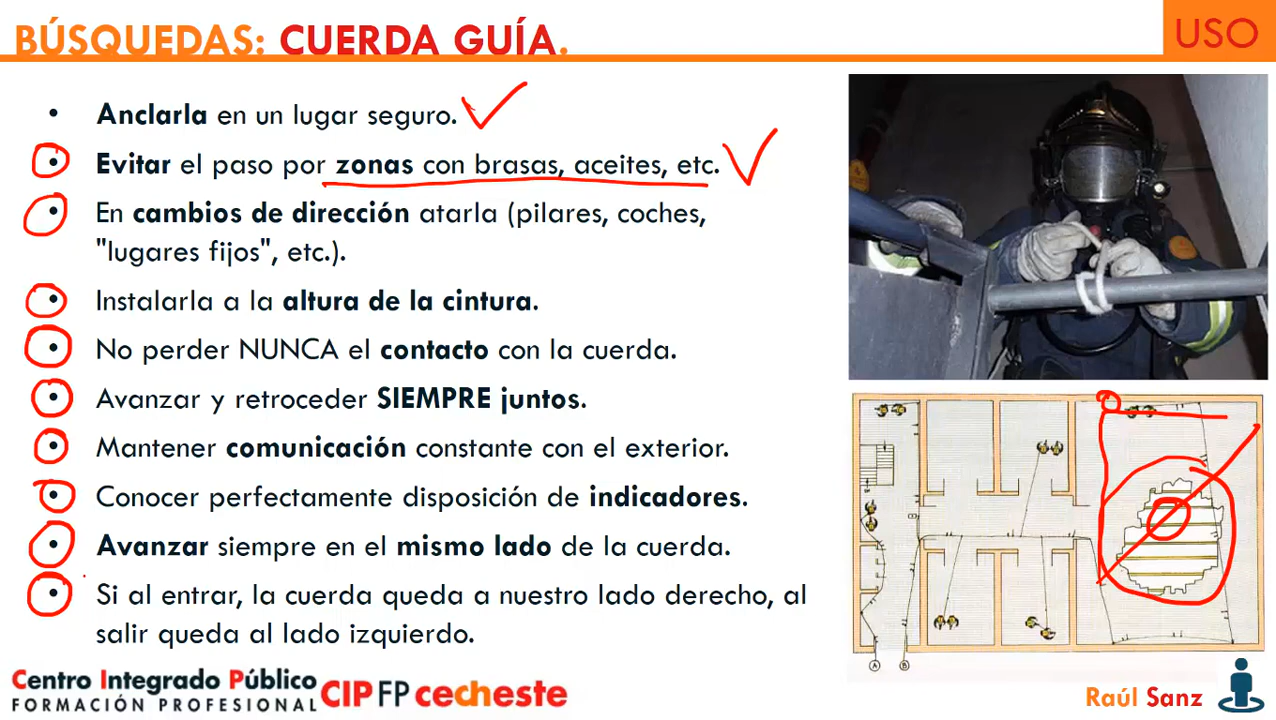 BÚSQUEDAS: CUERDA GUÍA.
USO
• Anclarla en un lugar seguro.
• Evitar el paso por zonas con brasas, aceites, etc.
• En cambios de dirección atarla (pilares, coches,
"lugares fijos", etc.).
• Instalarla a la altura de la cintura.
• No perder NUNCA el contacto con la cuerda.
• Avanzar y retroceder SIEMPRE juntos.
• Mantener comunicación constante con el exterior.
• Conocer perfectamente disposición de indicadores.
• Avanzar siempre en el mismo lado de la cuerda.
• Si al entrar, la cuerda queda a nuestro lado derecho, al
salir queda al lado izquierdo.
A B
Centro Integrado Público
FORMACIÓN PROFESIONAL
CIPFP cecheste
Raúl Sanz